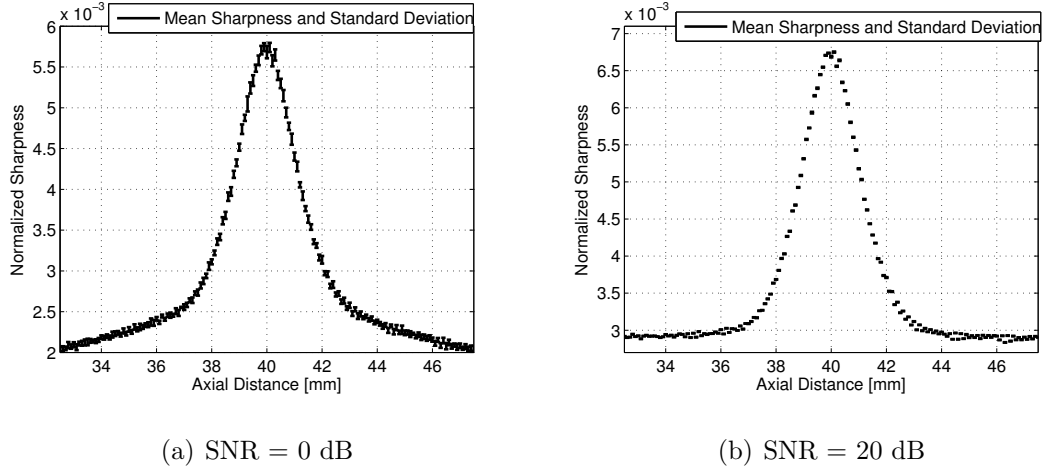 x 10⁻³
Mean Sharpness and Standard Deviation
6
5.5
5
4.5
4
3.5
3
2.5
2
Normalized Sharpness
34 36 38 40 42 44 46
Axial Distance [mm]
(a) SNR = 0 dB
x 10⁻³
Mean Sharpness and Standard Deviation
7
6.5
6
5.5
5
4.5
4
3.5
3
Normalized Sharpness
34 36 38 40 42 44 46
Axial Distance [mm]
(b) SNR = 20 dB